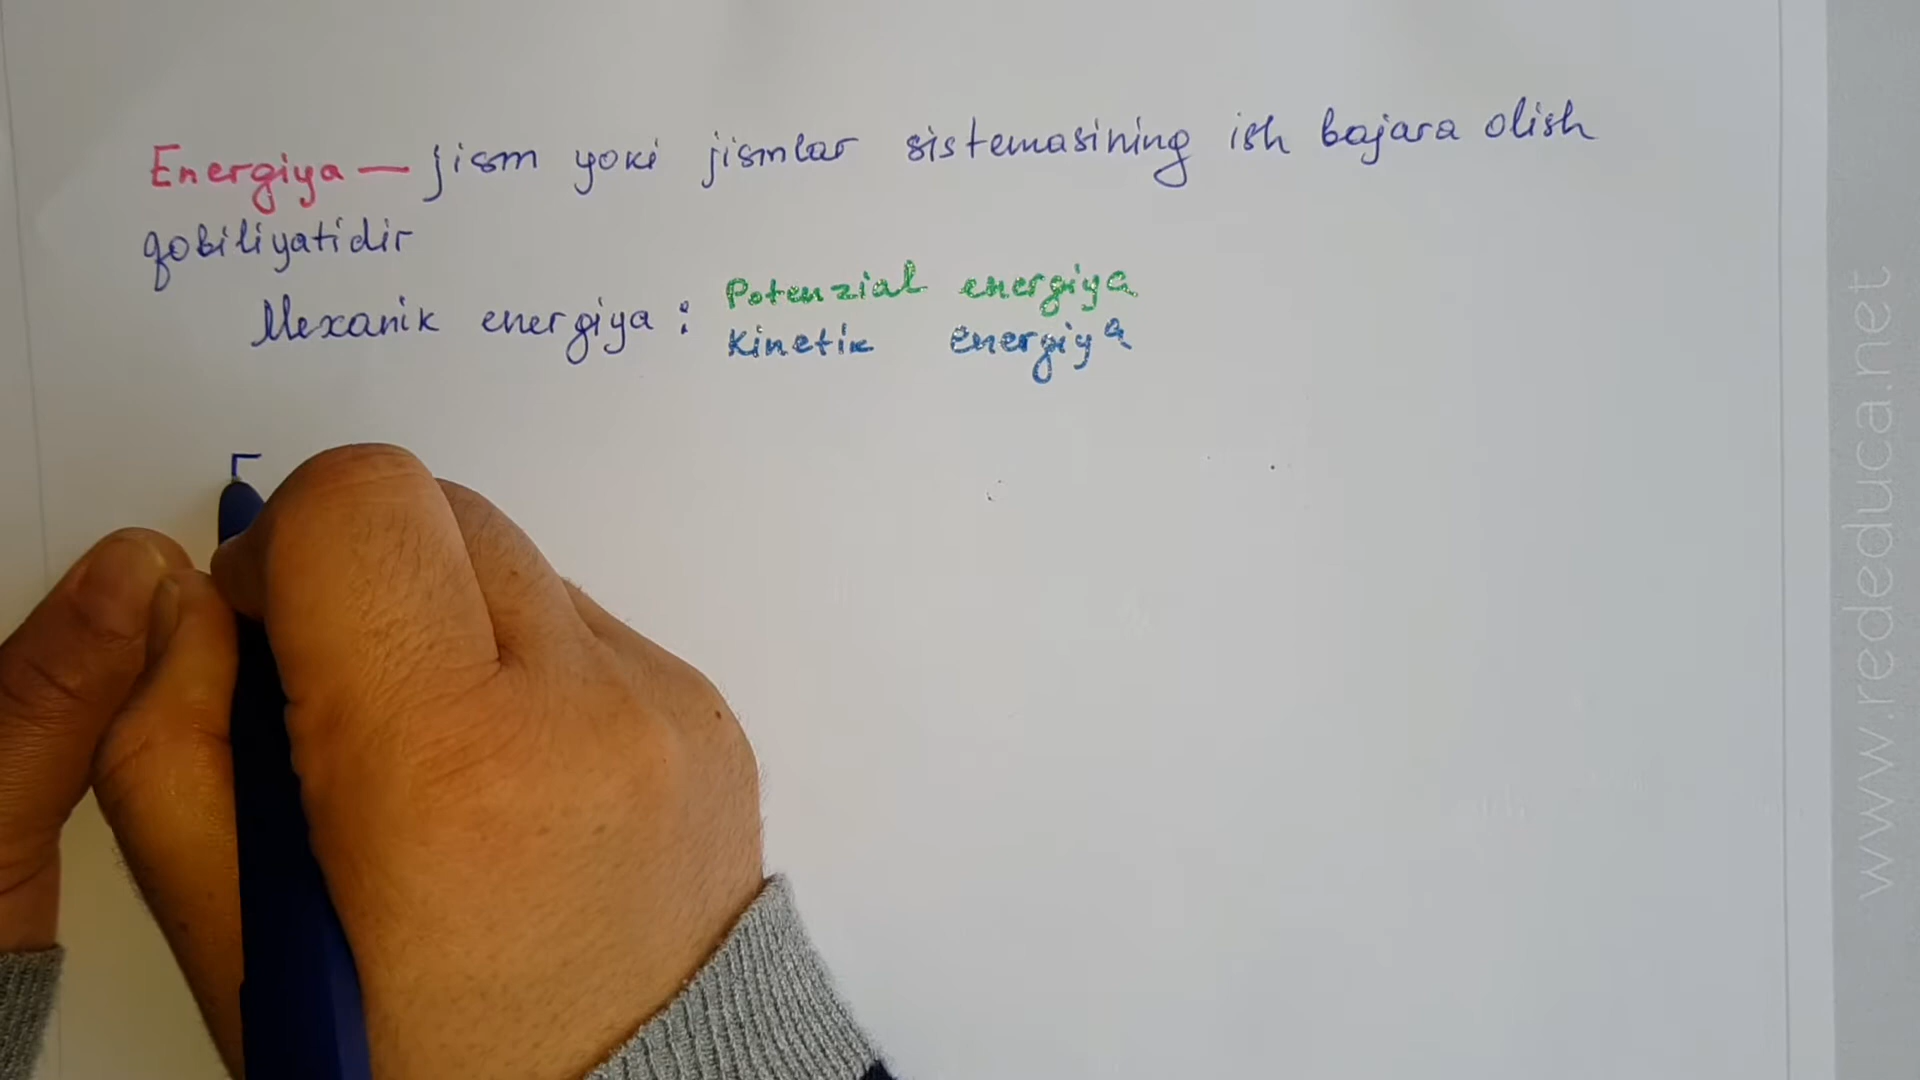 Energiya — jism yoki jismlar sistemasining ish bajara olish
qobiliyatidir
Mexanik energiya : Potenzial energiya
Kinetik energiya
www.rededuca.net